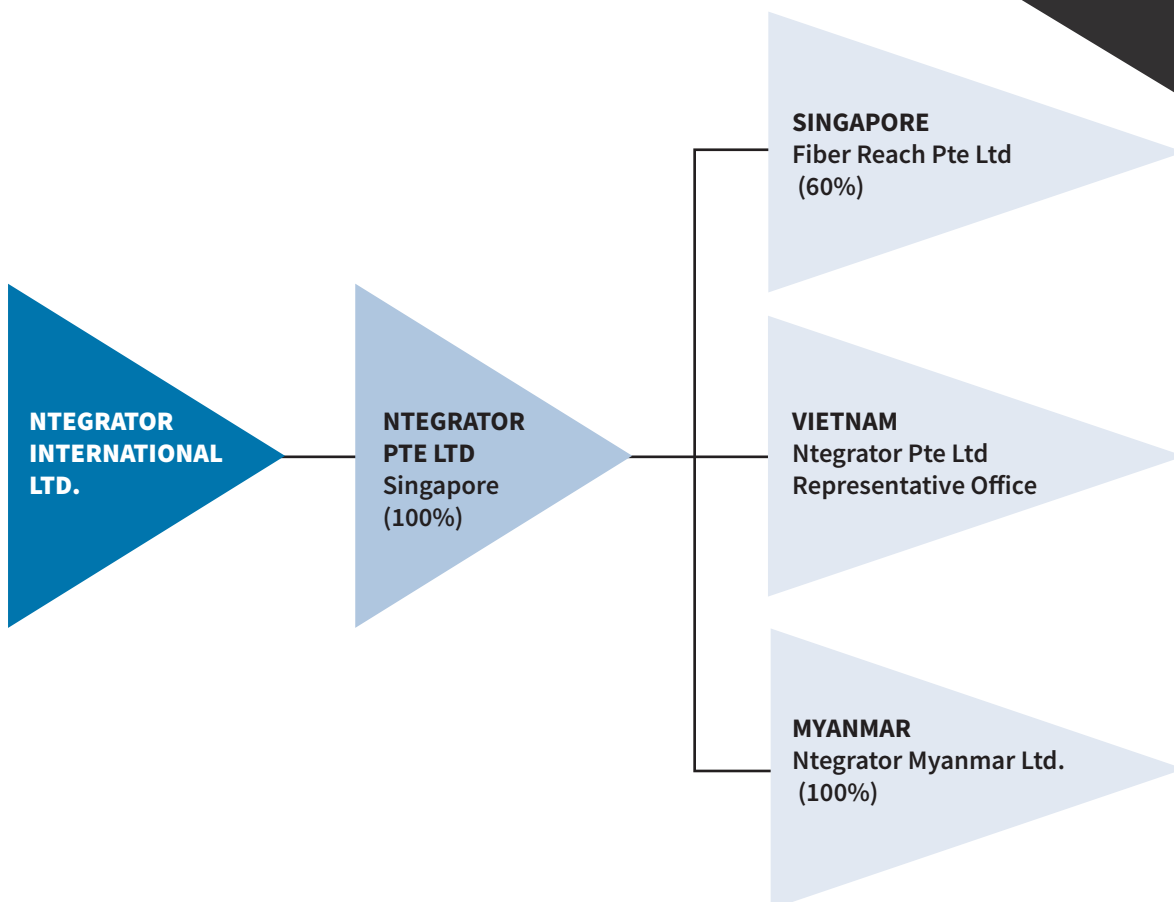 NTEGRATOR
INTERNATIONAL
LTD.
NTEGRATOR
PTE LTD
Singapore
(100%)
SINGAPORE
Fiber Reach Pte Ltd
(60%)
VIETNAM
Ntegrator Pte Ltd
Representative Office
MYANMAR
Ntegrator Myanmar Ltd.
(100%)